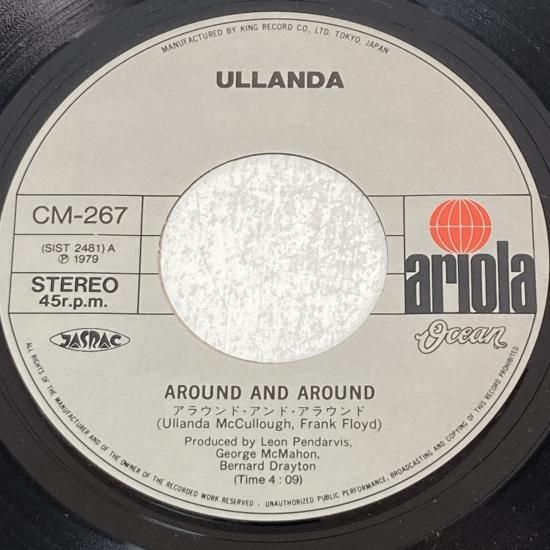 MANUFACTURED BY KING RECORD CO., LTD. TOKYO JAPAN
ULLANDA
CM-267
(SIST 2481) A
Ⓟ 1979
STEREO
45r.p.m.
JASRAC
ariola
Ocean
AROUND AND AROUND
アラウンド・アンド・アラウンド
(Ullanda McCullough, Frank Floyd)
Produced by Leon Pendarvis,
George McMahon,
Bernard Drayton
(Time 4:09)
ALL RIGHTS OF THE MANUFACTURER AND OF THE OWNER OF THE RECORDED WORK RESERVED - UNAUTHORIZED PUBLIC PERFORMANCE, BROADCASTING AND COPYING OF THIS RECORD PROHIBITED